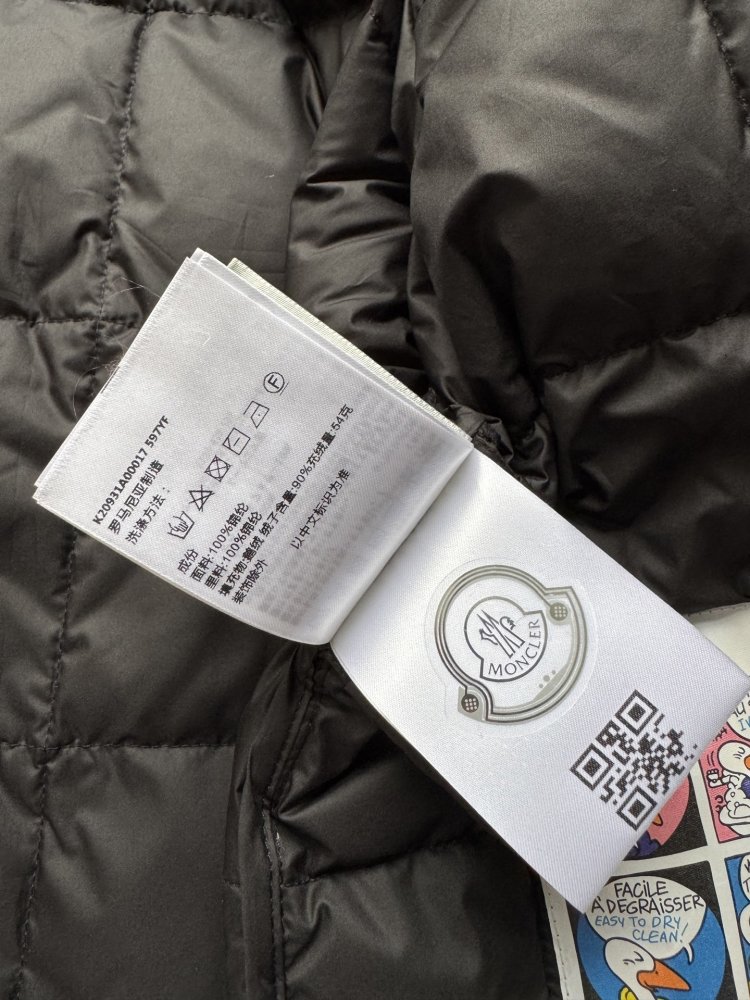 K20931A00017 597YF
罗马尼亚制造
洗涤方法：
F
成份
面料:100%锦纶
里料:100%锦纶
填充物:鹅绒 绒子含量:90%充绒量:54克
装饰除外
以中文标识为准
MONCLER
FACILE
A DEGRAISSER
EASY TO DRY
CLEAN!